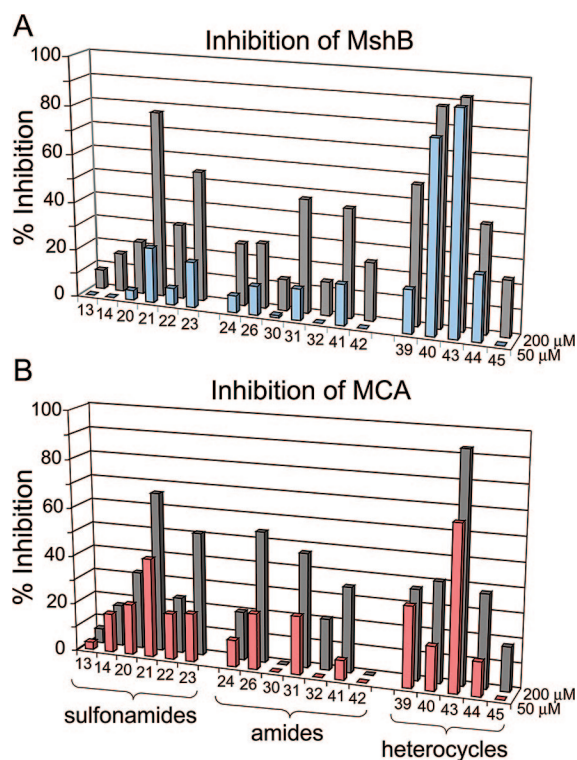 A
Inhibition of MshB
% Inhibition
100
80
60
40
20
0
13 14 20 21 22 23 24 26 30 31 32 41 42 39 40 43 44 45
200 µM
50 µM
B
Inhibition of MCA
% Inhibition
100
80
60
40
20
0
13 14 20 21 22 23 24 26 30 31 32 41 42 39 40 43 44 45
200 µM
50 µM
sulfonamides
amides
heterocycles